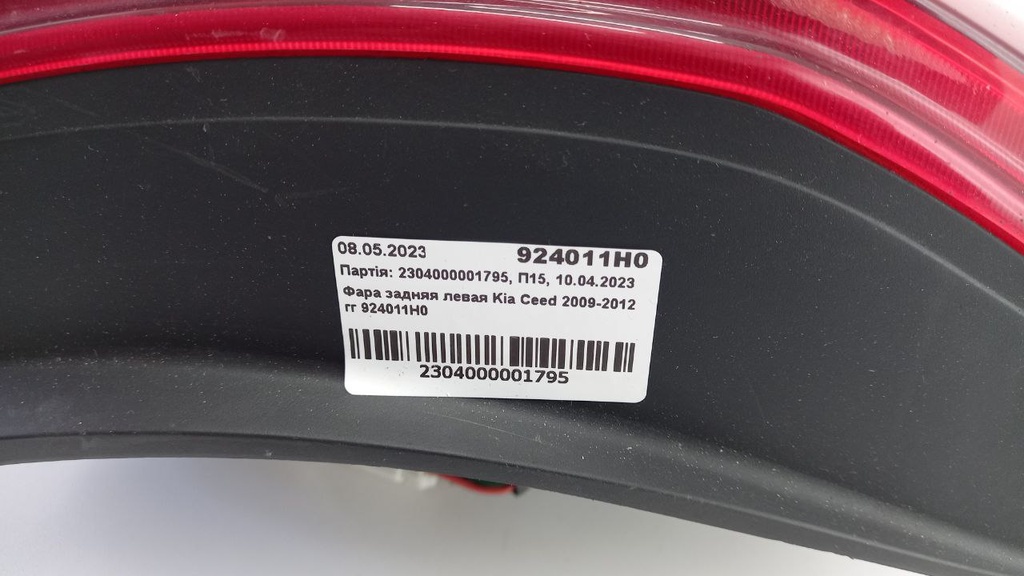 08.05.2023 924011H0
Партія: 2304000001795, П15, 10.04.2023
Фара задняя левая Kia Ceed 2009-2012
гг 924011H0
2304000001795